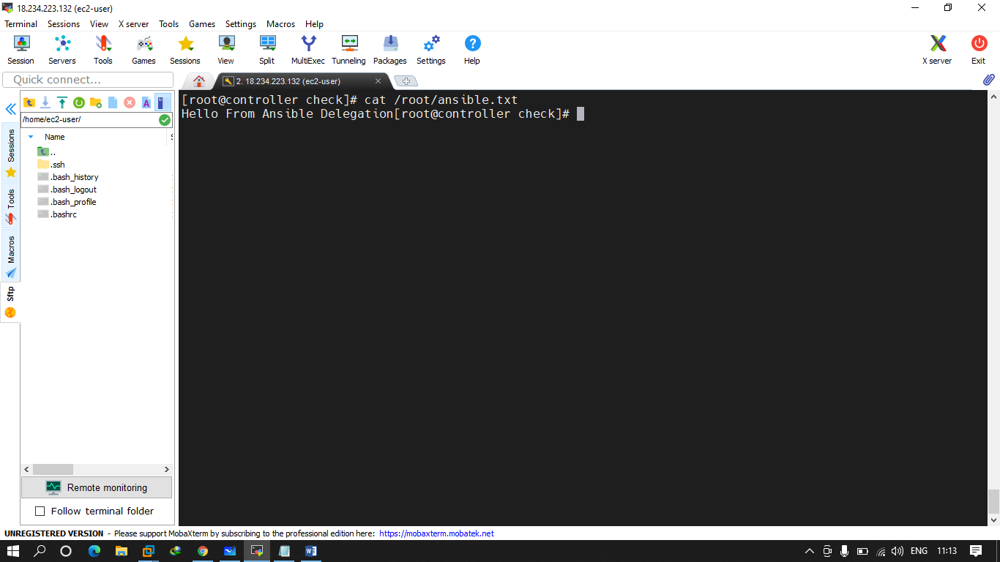 18.234.223.132 (ec2-user)
Terminal Sessions View X server Tools Games Settings Macros Help
Session Servers Tools Games Sessions View Split MultiExec Tunneling Packages Settings Help X server Exit
Quick connect...
2. 18.234.223.132 (ec2-user)
[root@controller check]# cat /root/ansible.txt
Hello From Ansible Delegation[root@controller check]#
/home/ec2-user/
Name
..
.ssh
.bash_history
.bash_logout
.bash_profile
.bashrc
Sessions
Tools
Macros
Sftp
Remote monitoring
Follow terminal folder
UNREGISTERED VERSION - Please support MobaXterm by subscribing to the professional edition here: https://mobaxterm.mobatek.net
ENG 11:13